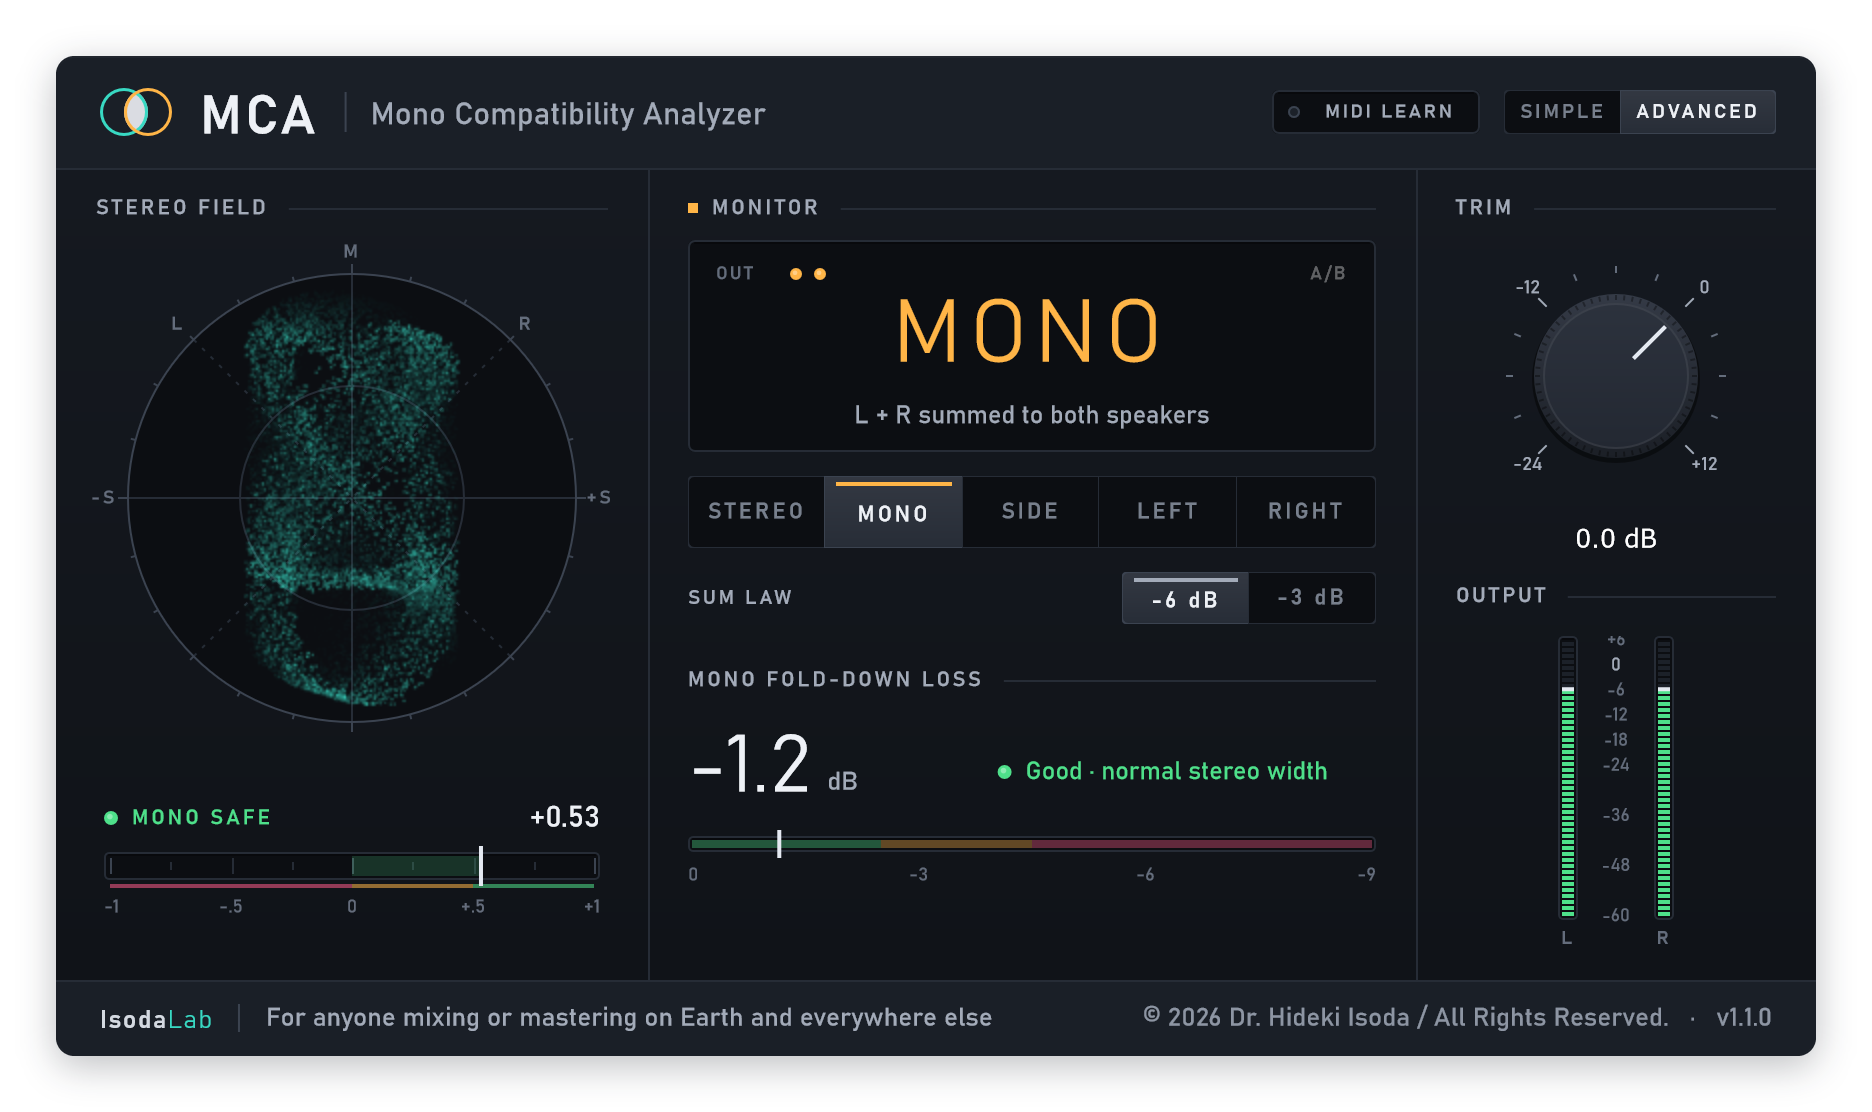 MCA
Mono Compatibility Analyzer
MIDI LEARN
SIMPLE
ADVANCED
STEREO FIELD
M
L
R
-S
+S
MONO SAFE
+0.53
-1 -.5 0 +.5 +1
MONITOR
OUT
A/B
MONO
L + R summed to both speakers
STEREO MONO SIDE LEFT RIGHT
SUM LAW
-6 dB
-3 dB
MONO FOLD-DOWN LOSS
-1.2 dB
Good · normal stereo width
0 -3 -6 -9
TRIM
-12
0
-24
+12
0.0 dB
OUTPUT
+6
0
-6
-12
-18
-24
-36
-48
-60
L
R
IsodaLab
For anyone mixing or mastering on Earth and everywhere else
© 2026 Dr. Hideki Isoda / All Rights Reserved. · v1.1.0